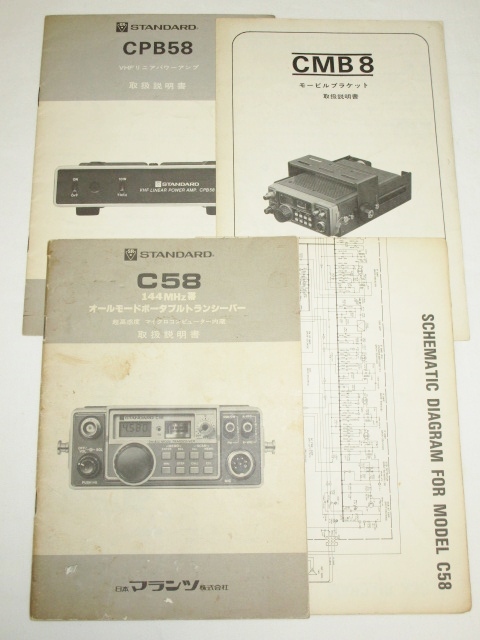 STANDARD
CPB58
VHFリニアパワーアンプ
取扱説明書
STANDARD
VHF LINEAR POWER AMP. CPB58
CMB8
モービルブラケット
取扱説明書
STANDARD
C58
144MHz帯
オールモードポータブルトランシーバー
取扱説明書
STANDARD
日本マランツ株式会社
SCHEMATIC DIAGRAM FOR MODEL C58